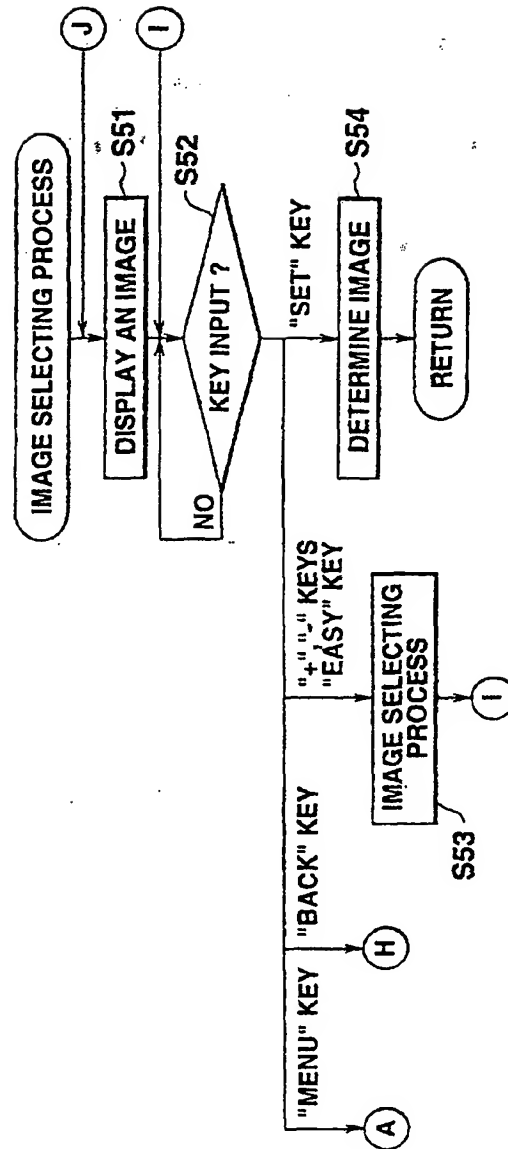 IMAGE SELECTING PROCESS
J
DISPLAY AN IMAGE
S51
I
KEY INPUT ?
S52
NO
"MENU" KEY
"BACK" KEY
"+" "-" KEYS
"EASY" KEY
"SET" KEY
A
H
IMAGE SELECTING
PROCESS
S53
I
DETERMINE IMAGE
S54
RETURN